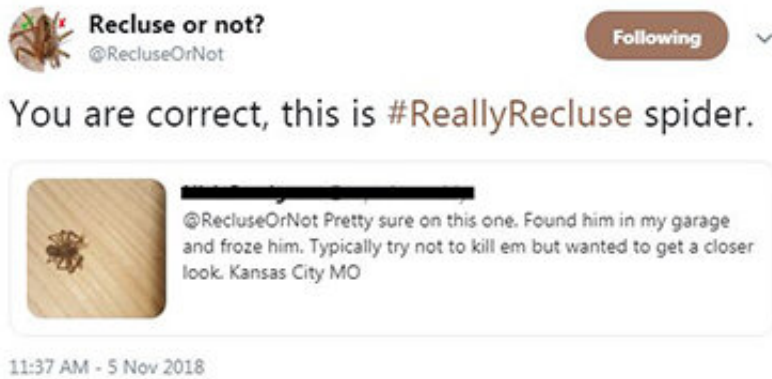 Recluse or not?
@RecluseOrNot
Following
You are correct, this is #ReallyRecluse spider.
@RecluseOrNot Pretty sure on this one. Found him in my garage
and froze him. Typically try not to kill em but wanted to get a closer
look. Kansas City MO
11:37 AM - 5 Nov 2018